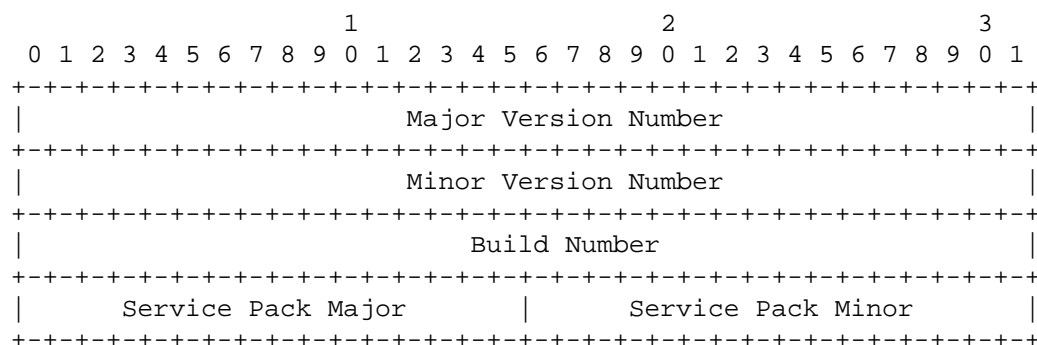 1                   2                   3
 0 1 2 3 4 5 6 7 8 9 0 1 2 3 4 5 6 7 8 9 0 1 2 3 4 5 6 7 8 9 0 1
+-+-+-+-+-+-+-+-+-+-+-+-+-+-+-+-+-+-+-+-+-+-+-+-+-+-+-+-+-+-+-+-+
|                        Major Version Number                   |
+-+-+-+-+-+-+-+-+-+-+-+-+-+-+-+-+-+-+-+-+-+-+-+-+-+-+-+-+-+-+-+-+
|                        Minor Version Number                   |
+-+-+-+-+-+-+-+-+-+-+-+-+-+-+-+-+-+-+-+-+-+-+-+-+-+-+-+-+-+-+-+-+
|                            Build Number                       |
+-+-+-+-+-+-+-+-+-+-+-+-+-+-+-+-+-+-+-+-+-+-+-+-+-+-+-+-+-+-+-+-+
|      Service Pack Major       |      Service Pack Minor       |
+-+-+-+-+-+-+-+-+-+-+-+-+-+-+-+-+-+-+-+-+-+-+-+-+-+-+-+-+-+-+-+-+